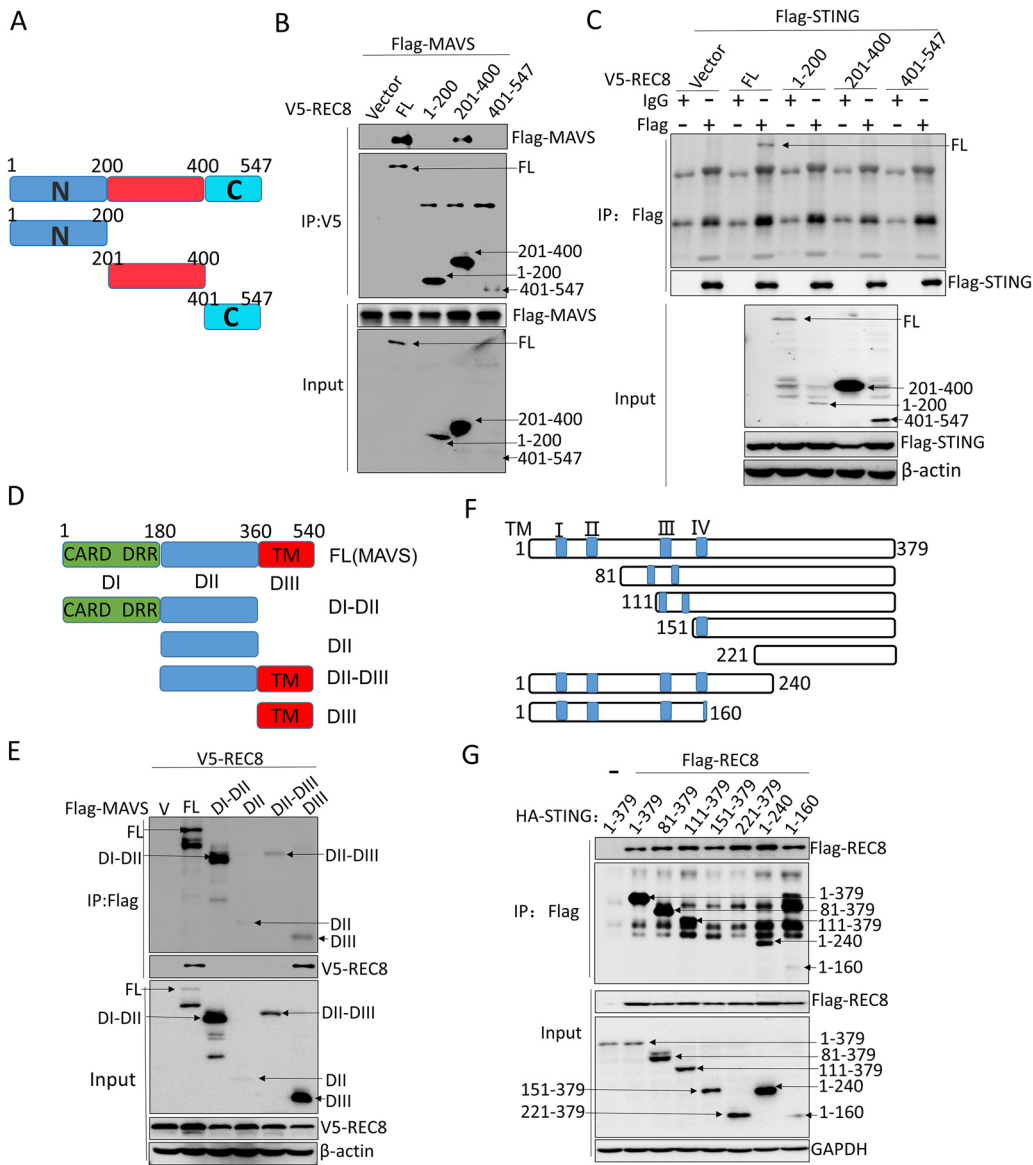 A
1 200 400 547
N C
1 200
N
201 400
401 547
C
B
Flag-MAVS
V5-REC8 Vector FL 1-200 201-400 401-547
Flag-MAVS
FL
IP:V5
201-400
1-200
401-547
Flag-MAVS
FL
Input
201-400
1-200
401-547
C
Flag-STING
V5-REC8 Vector FL 1-200 201-400 401-547
IgG + - + - + - + - + -
Flag - + - + - + - + - +
FL
IP: Flag
Flag-STING
FL
Input
201-400
1-200
401-547
Flag-STING
β-actin
D
1 180 360 540
CARD DRR TM FL(MAVS)
DI DII DIII
CARD DRR DI-DII
DII
TM DII-DIII
TM DIII
E
V5-REC8
Flag-MAVS V FL DI-DII DII DII-DIII DIII
FL
DI-DII DII-DIII
IP:Flag
DII
DIII
V5-REC8
FL
DI-DII DII-DIII
Input
DII
DIII
V5-REC8
β-actin
F
TM I II III IV
1 379
81
111
151
221
1 240
1 160
G
- Flag-REC8
HA-STING: 1-379 1-379 81-379 111-379 151-379 221-379 1-240 1-160
Flag-REC8
IP: Flag
1-379
81-379
111-379
1-240
1-160
Flag-REC8
Input
1-379
81-379
111-379
151-379 1-240
221-379 1-160
GAPDH